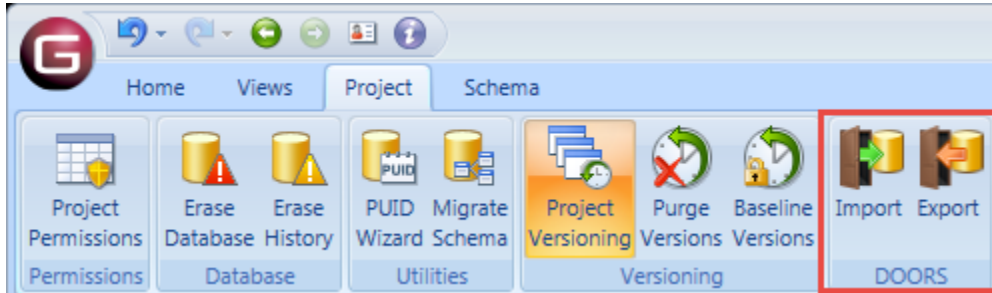 G
Home Views Project Schema
PUID
Project Permissions
Erase Database
Erase History
PUID Wizard
Migrate Schema
Project Versioning
Purge Versions
Baseline Versions
Import
Export
Permissions
Database
Utilities
Versioning
DOORS